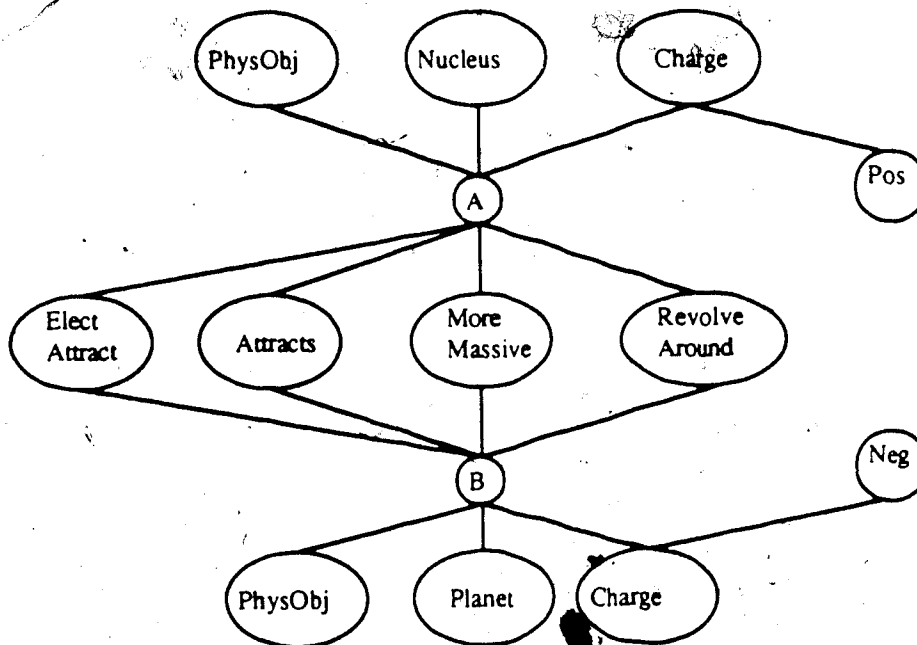 PhysObj
Nucleus
Charge
Pos
A
Elect
Attract
Attracts
More
Massive
Revolve
Around
Neg
B
PhysObj
Planet
Charge